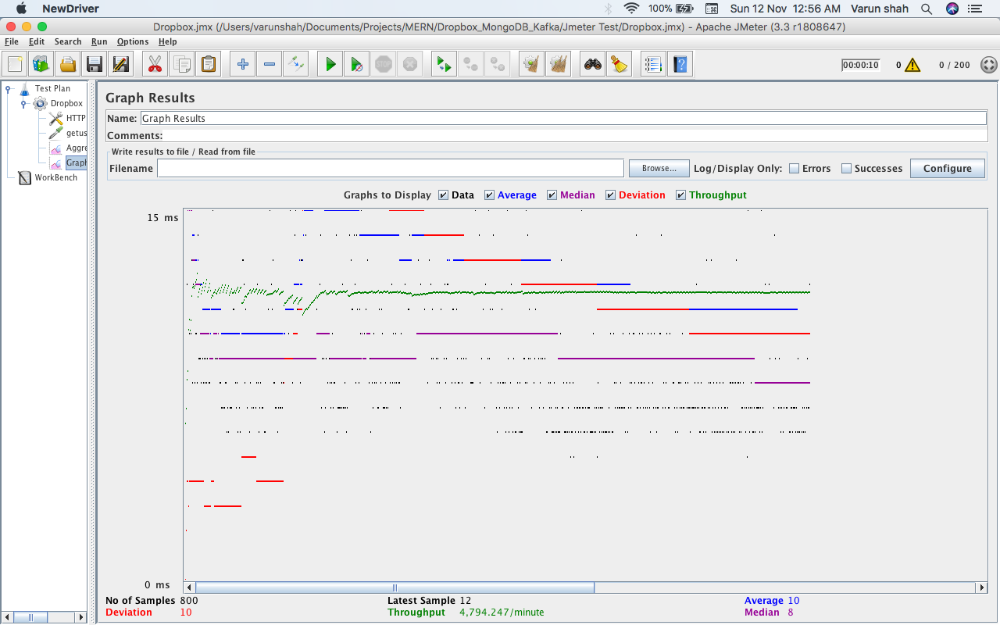 NewDriver 100% Sun 12 Nov 12:56 AM Varun shah
Dropbox.jmx (/Users/varunshah/Documents/Projects/MERN/Dropbox_MongoDB_Kafka/Jmeter Test/Dropbox.jmx) - Apache JMeter (3.3 r1808647)
File Edit Search Run Options Help
00:00:10 0 0 / 200
Test Plan
Dropbox
HTTP
getus
Aggre
Graph
WorkBench
Graph Results
Name: Graph Results
Comments:
Write results to file / Read from file
Filename Browse... Log/Display Only: Errors Successes Configure
Graphs to Display Data Average Median Deviation Throughput
15 ms
0 ms
No of Samples 800 Latest Sample 12 Average 10
Deviation 10 Throughput 4,794.247/minute Median 8